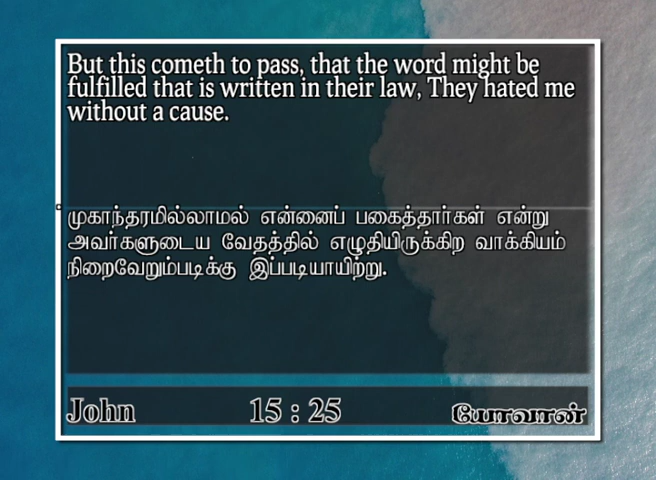 But this cometh to pass, that the word might be
fulfilled that is written in their law, They hated me
without a cause.
முகாந்தரமில்லாமல் என்னைப் பகைத்தார்கள் என்று
அவர்களுடைய வேதத்தில் எழுதியிருக்கிற வாக்கியம்
நிறைவேறும்படிக்கு இப்படியாயிற்று.
John 15 : 25 யோவான்